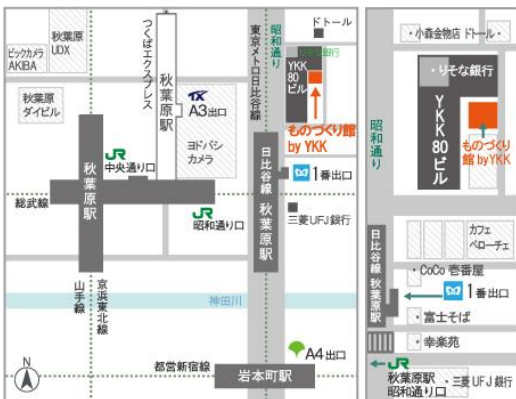 ビックカメラ
AKIBA
秋葉原
UDX
秋葉原
ダイビル
つくばエクスプレス
秋葉原駅
TX
A3出口
ヨドバシ
カメラ
東京メトロ日比谷線
昭和通り
ドトール
りそな銀行
YKK
80
ビル
ものづくり館
by YKK
JR
中央通り口
秋葉原駅
総武線
JR
昭和通り口
日比谷線 秋葉原駅
1番出口
三菱UFJ銀行
山手線
京浜東北線
神田川
N
都営新宿線
岩本町駅
A4出口
昭和通り
・小森金物店
ドトール・
・りそな銀行
YKK80ビル
ものづくり
館 by YKK
カフェ
ベローチェ
・CoCo 壱番屋
日比谷線 秋葉原駅
1番出口
・富士そば
・幸楽苑
JR
秋葉原駅
昭和通り口
・三菱UFJ銀行